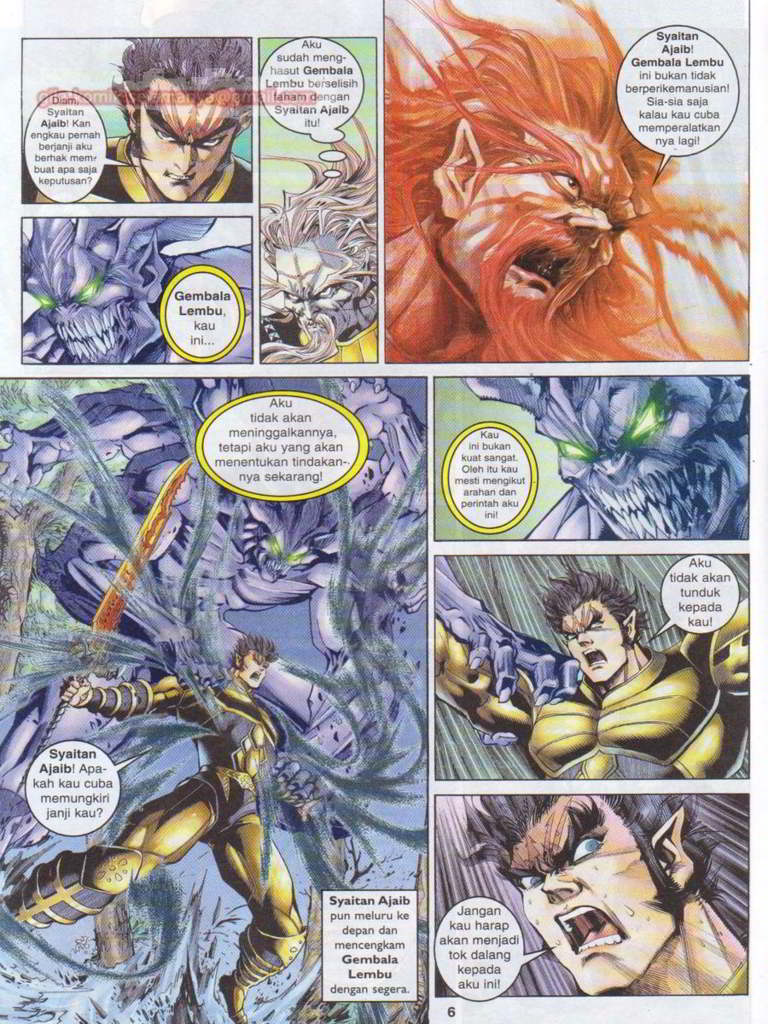 Diam,
Syaitan
Ajaib! Kan
engkau pernah
berjanji aku
berhak mem-
buat apa saja
keputusan?
Aku
sudah meng-
hasut Gembala
Lembu berselisih
faham dengan
Syaitan Ajaib
itu!
Syaitan
Ajaib!
Gembala Lembu
ini bukan tidak
berperikemanusian!
Sia-sia saja
kalau kau cuba
memperalatkan
nya lagi!
Gembala
Lembu,
kau
ini...
Aku
tidak akan
meninggalkannya,
tetapi aku yang akan
menentukan tindakan-
nya sekarang!
Syaitan
Ajaib! Apa-
kah kau cuba
memungkiri
janji kau?
Syaitan Ajaib
pun meluru ke
depan dan
mencengkam
Gembala
Lembu
dengan segera.
Kau
ini bukan
kuat sangat.
Oleh itu kau
mesti mengikut
arahan dan
perintah aku
ini!
Aku
tidak akan
tunduk
kepada
kau!
Jangan
kau harap
akan menjadi
tok dalang
kepada
aku ini!
6